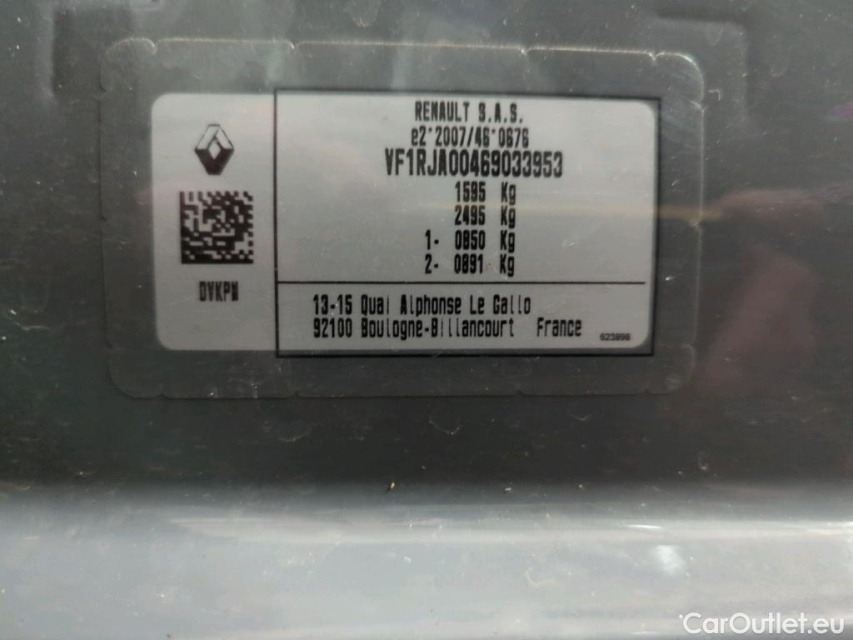 RENAULT S.A.S.
e2*2007/46*0676
VF1RJA00469033953
1595 Kg
2495 Kg
1- 0850 Kg
2- 0891 Kg
DVKPN
13-15 Quai Alphonse Le Gallo
92100 Boulogne-Billancourt France
623998
CarOutlet.eu